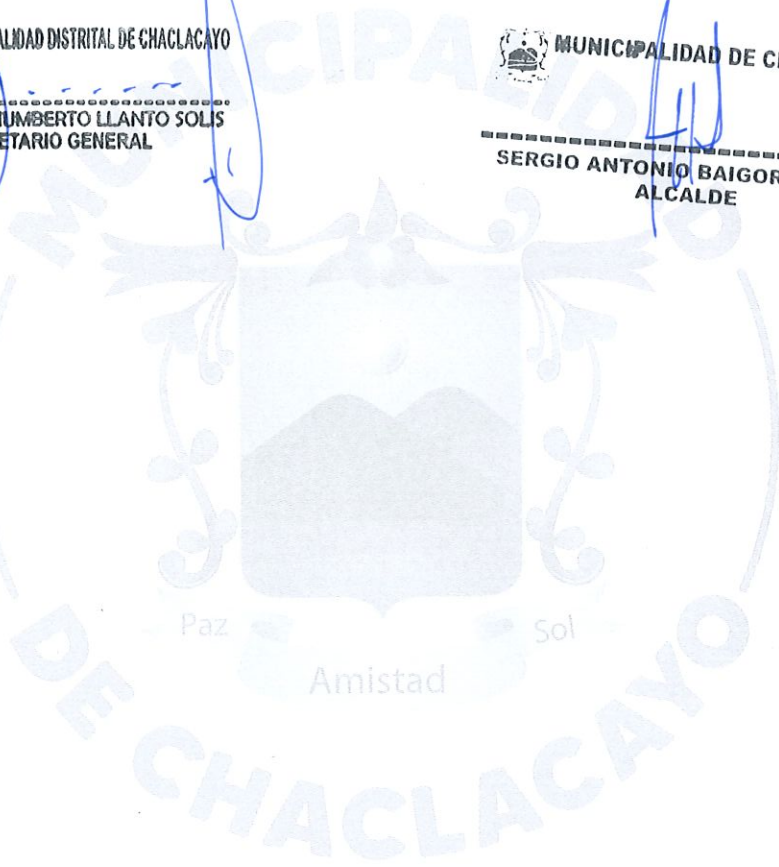 ALIDAD DISTRITAL DE CHACLACAYO
HUMBERTO LLANTO SOLIS
ETARIO GENERAL
MUNICIPALIDAD DE C
SERGIO ANTONIO BAIGOR
ALCALDE
MUNICIPALIDAD
Paz
Sol
Amistad
DE CHACLACAYO